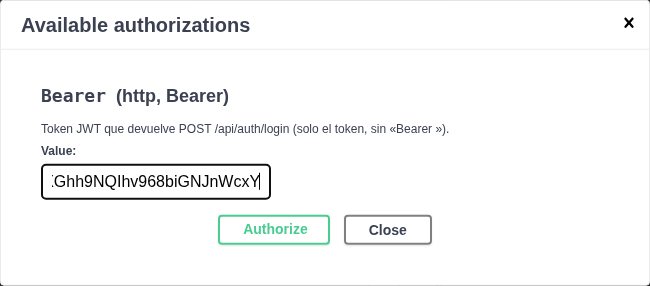 Available authorizations
Bearer (http, Bearer)
Token JWT que devuelve POST /api/auth/login (solo el token, sin «Bearer »).
Value:
Ghh9NQIhv968biGNJnWcxY
Authorize
Close